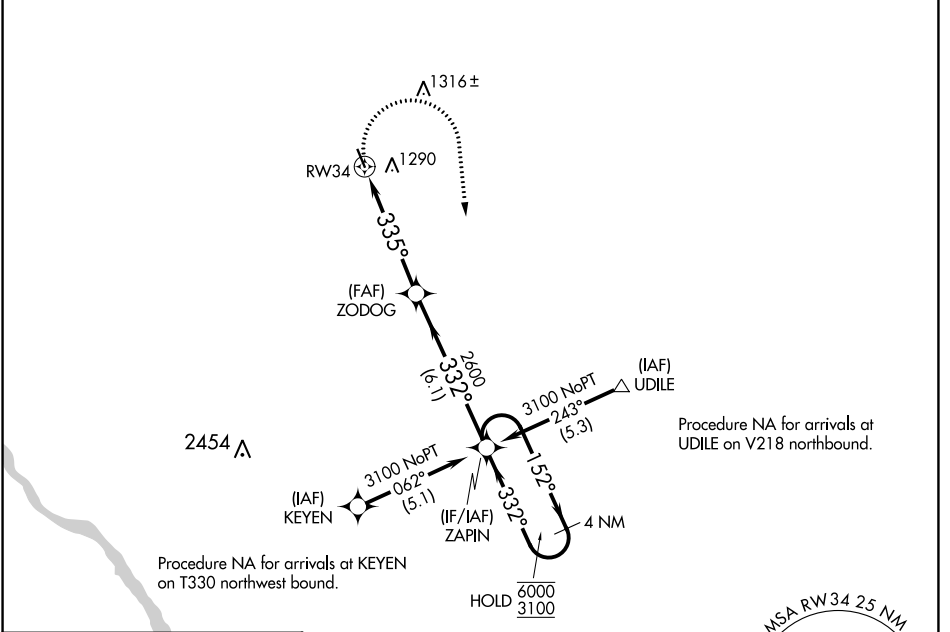 1316±
1290
RW34
335°
(FAF)
ZODOG
2600
332°
(6.1)
(IAF)
UDILE
3100 NoPT
243°
(5.3)
Procedure NA for arrivals at
UDILE on V218 northbound.
2454
3100 NoPT
062°
(5.1)
(IAF)
KEYEN
(IF/IAF)
ZAPIN
152°
332°
4 NM
Procedure NA for arrivals at KEYEN
on T330 northwest bound.
HOLD 6000
3100
MSA RW34 25 NM